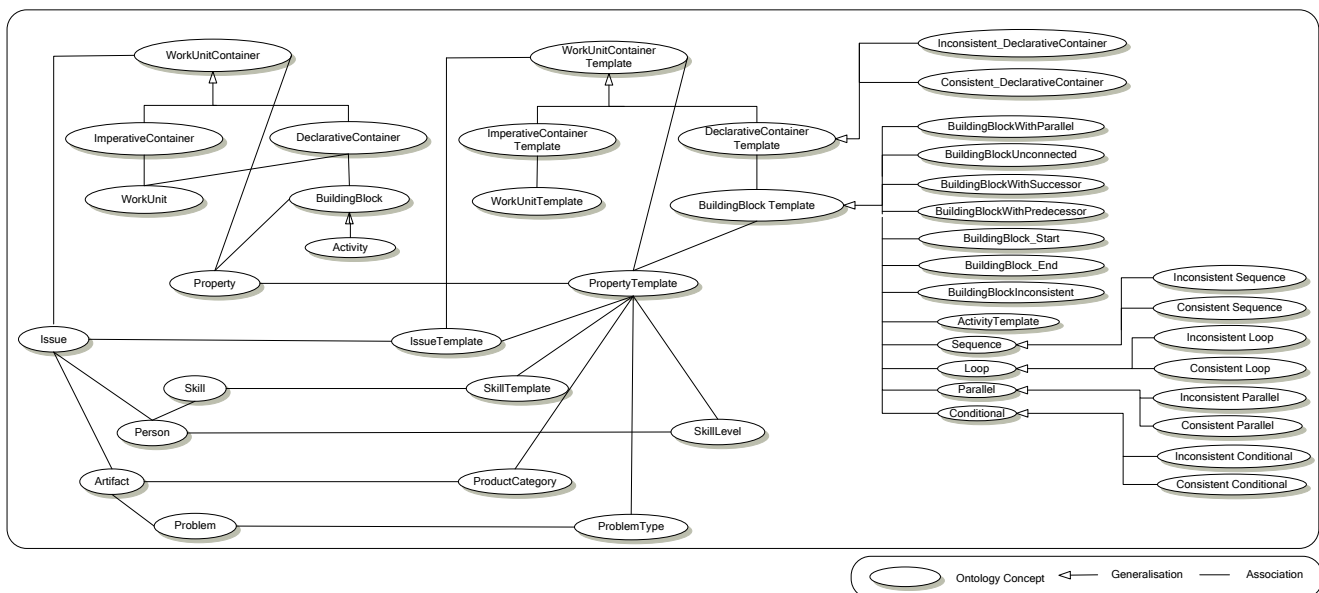 WorkUnitContainer
WorkUnitContainer
Template
Inconsistent_DeclarativeContainer
Consistent_DeclarativeContainer
ImperativeContainer
DeclarativeContainer
ImperativeContainer
Template
DeclarativeContainer
Template
BuildingBlockWithParallel
BuildingBlockUnconnected
BuildingBlockWithSuccessor
BuildingBlockWithPredecessor
WorkUnit
BuildingBlock
WorkUnitTemplate
BuildingBlock Template
Activity
BuildingBlock_Start
BuildingBlock_End
BuildingBlockInconsistent
Property
PropertyTemplate
Inconsistent Sequence
Consistent Sequence
ActivityTemplate
Issue
IssueTemplate
Sequence
Inconsistent Loop
Loop
Consistent Loop
Skill
SkillTemplate
Parallel
Inconsistent Parallel
Conditional
Consistent Parallel
Person
SkillLevel
Inconsistent Conditional
Artifact
ProductCategory
Consistent Conditional
Problem
ProblemType
Ontology Concept
Generalisation
Association